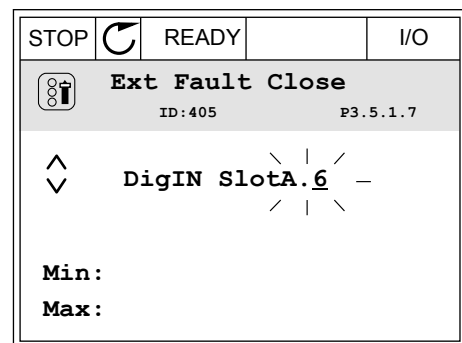 STOP READY I/O
Ext Fault Close
ID:405 P3.5.1.7
DigIN SlotA.6
Min:
Max: